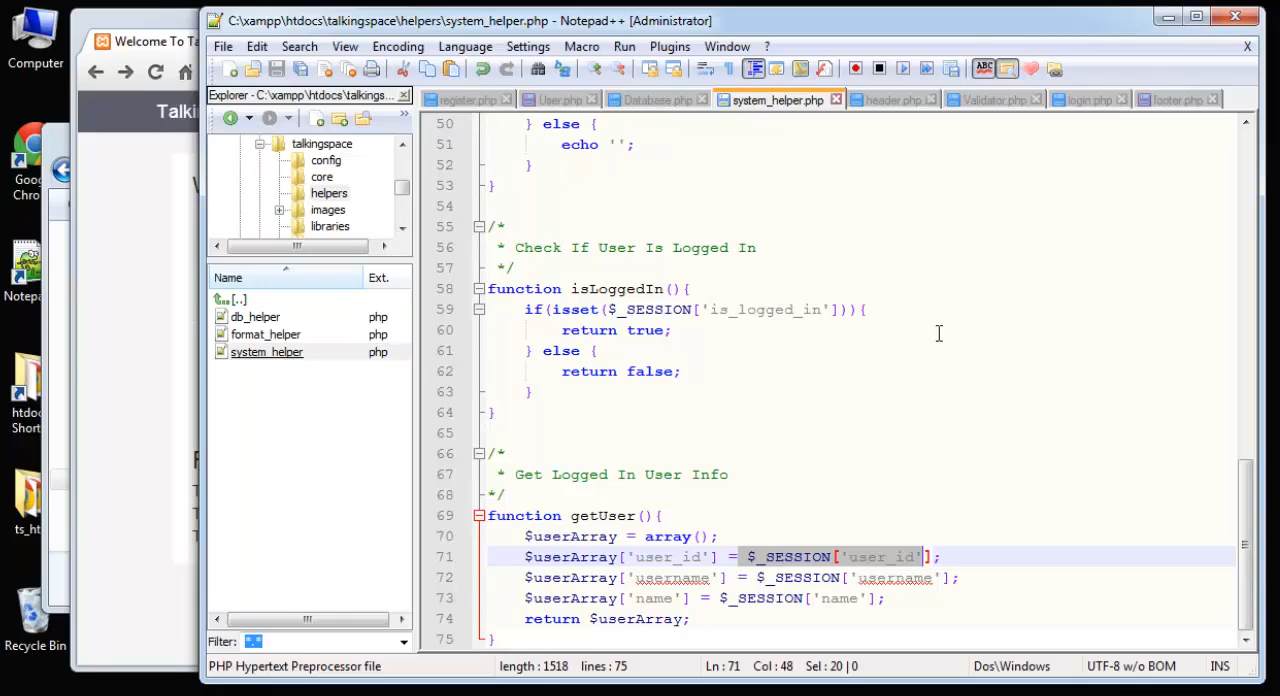 C:\xampp\htdocs\talkingspace\helpers\system_helper.php - Notepad++ [Administrator]
Computer
Welcome To Ta
File Edit Search View Encoding Language Settings Macro Run Plugins Window ? X
Explorer - C:\xampp\htdocs\talkings...
register.php User.php Database.php system_helper.php header.php Validator.php login.php footer.php
Talki
talkingspace
config
core
helpers
images
libraries
Name Ext.
[..]
db_helper php
format_helper php
system_helper php
Goo
Chro
Notep
htdoc
Short
ts_ht
Recycle Bin
50 } else {
51 echo '';
52 }
53 }
54
55 /*
56 * Check If User Is Logged In
57 */
58 function isLoggedIn(){
59 if(isset($_SESSION['is_logged_in'])){
60 return true;
61 } else {
62 return false;
63 }
64 }
65
66 /*
67 * Get Logged In User Info
68 */
69 function getUser(){
70 $userArray = array();
71 $userArray['user_id'] = $_SESSION['user_id'];
72 $userArray['username'] = $_SESSION['username'];
73 $userArray['name'] = $_SESSION['name'];
74 return $userArray;
75 }
Filter: *.*
PHP Hypertext Preprocessor file length : 1518 lines : 75 Ln : 71 Col : 48 Sel : 20 | 0 Dos\Windows UTF-8 w/o BOM INS